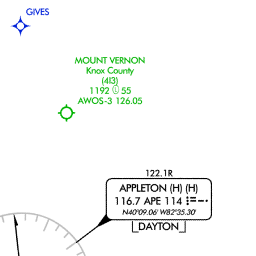 GIVES
MOUNT VERNON
Knox County
(4I3)
1192 Ⓛ 55
AWOS-3 126.05
122.1R
APPLETON (H) (H)
116.7 APE 114
N40°09.06' W82°35.30'
DAYTON